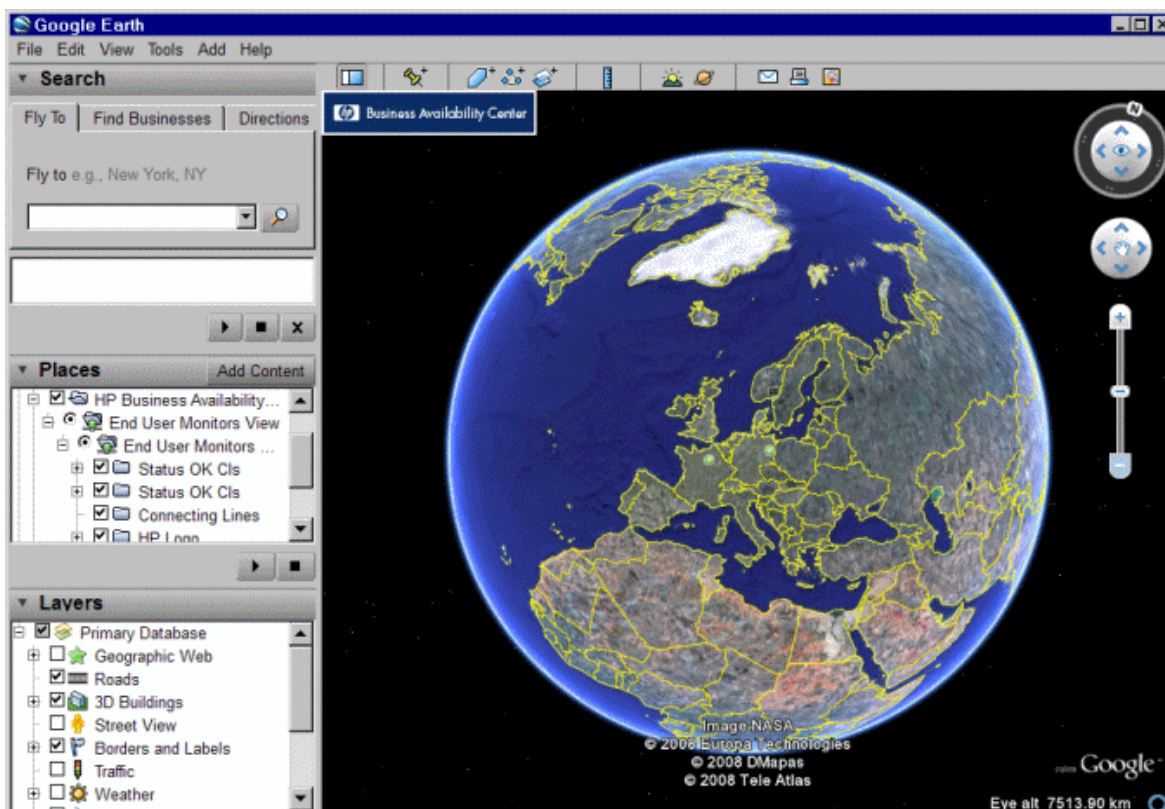 Google Earth
File Edit View Tools Add Help
Search
Fly To Find Businesses Directions
Fly to e.g., New York, NY
Places Add Content
HP Business Availability...
End User Monitors View
End User Monitors ...
Status OK CIs
Status OK CIs
Connecting Lines
HP Logo
Layers
Primary Database
Geographic Web
Roads
3D Buildings
Street View
Borders and Labels
Traffic
Weather
hp Business Availability Center
N
Image NASA
© 2008 Europa Technologies
© 2008 DMapas
© 2008 Tele Atlas
Google
Eye alt 7513.90 km